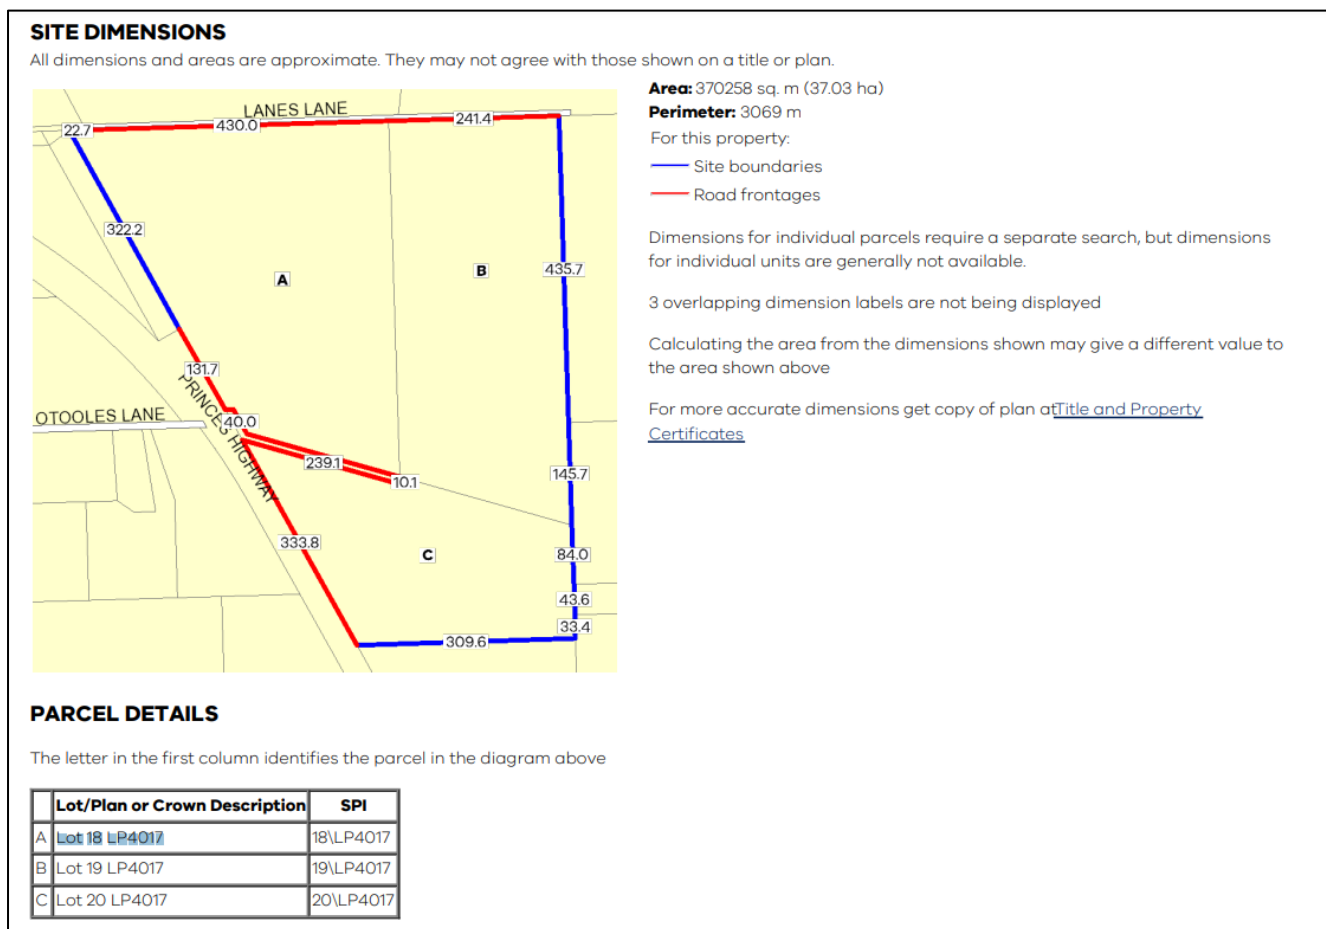 SITE DIMENSIONS
All dimensions and areas are approximate. They may not agree with those shown on a title or plan.
Area: 370258 sq. m (37.03 ha)
Perimeter: 3069 m
For this property:
Site boundaries
Road frontages
Dimensions for individual parcels require a separate search, but dimensions
for individual units are generally not available.
3 overlapping dimension labels are not being displayed
Calculating the area from the dimensions shown may give a different value to
the area shown above
For more accurate dimensions get copy of plan atTitle and Property
Certificates
LANES LANE
22.7
430.0
241.4
322.2
A
B
435.7
131.7
PRINCES HIGHWAY
OTOOLES LANE
40.0
239.1
10.1
145.7
333.8
C
84.0
43.6
33.4
309.6
PARCEL DETAILS
The letter in the first column identifies the parcel in the diagram above
Lot/Plan or Crown Description SPI
A Lot 18 LP4017 18\LP4017
B Lot 19 LP4017 19\LP4017
C Lot 20 LP4017 20\LP4017